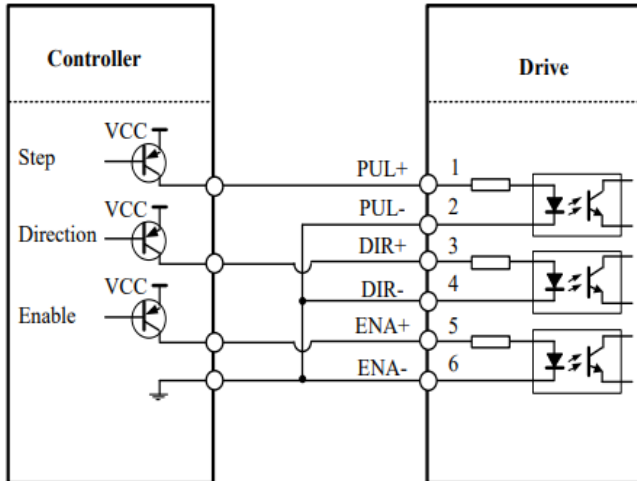 Controller
Drive
VCC
Step
PUL+ 1
VCC
PUL- 2
Direction
DIR+ 3
VCC
DIR- 4
Enable
ENA+ 5
ENA- 6